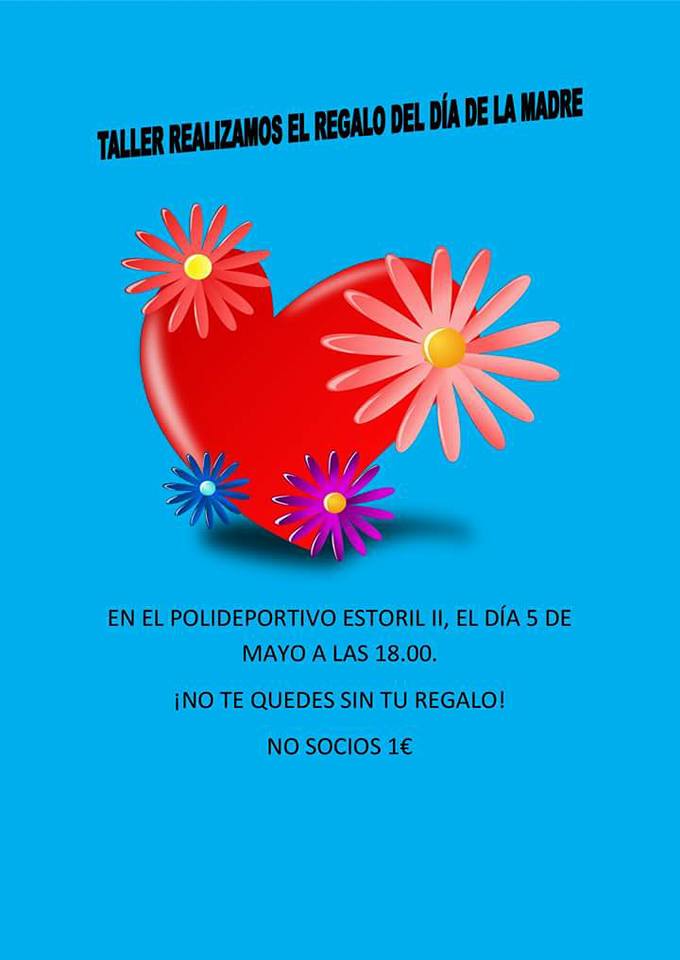 TALLER REALIZAMOS EL REGALO DEL DÍA DE LA MADRE
EN EL POLIDEPORTIVO ESTORIL II, EL DÍA 5 DE
MAYO A LAS 18.00.
¡NO TE QUEDES SIN TU REGALO!
NO SOCIOS 1€